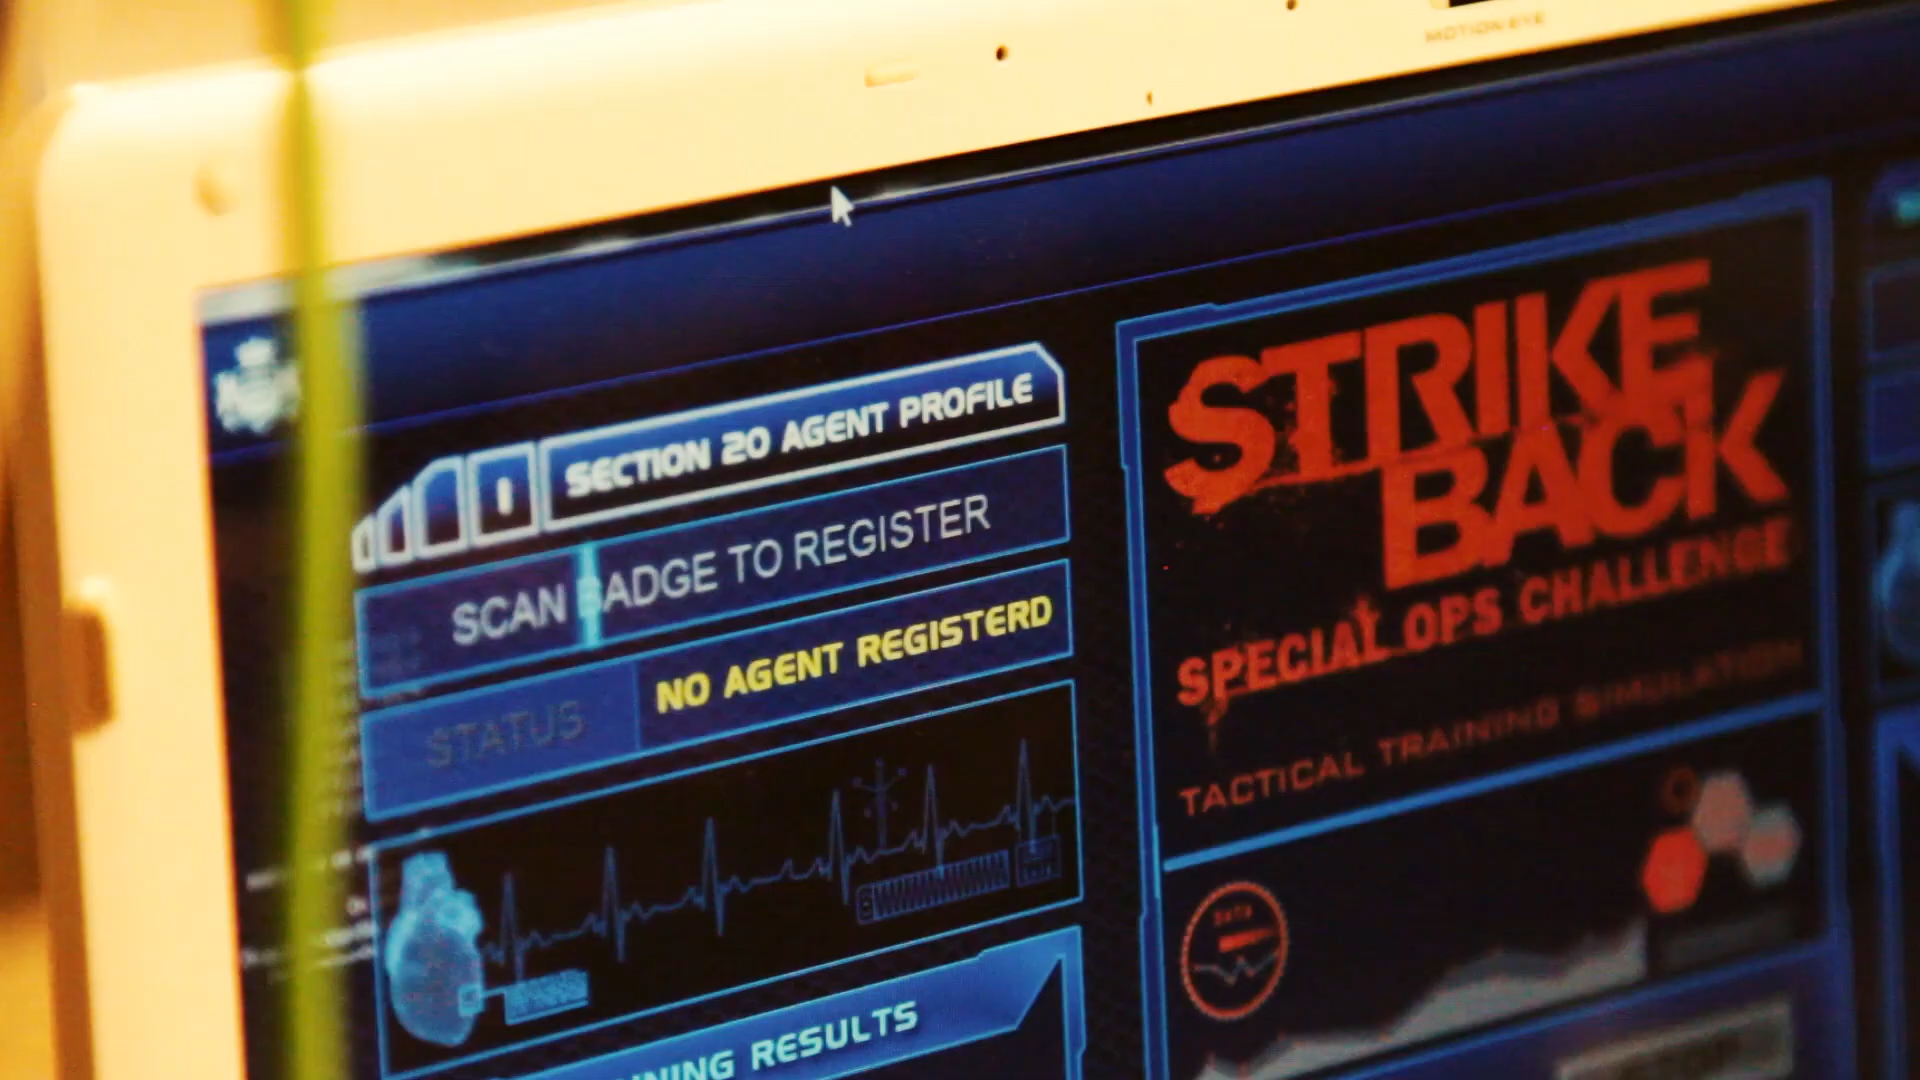 MOTION EYE
SECTION 20 AGENT PROFILE
SCAN BADGE TO REGISTER
STATUS
NO AGENT REGISTERD
STRIKE
BACK
SPECIAL OPS CHALLENGE
TACTICAL TRAINING SIMULATION
RESULTS